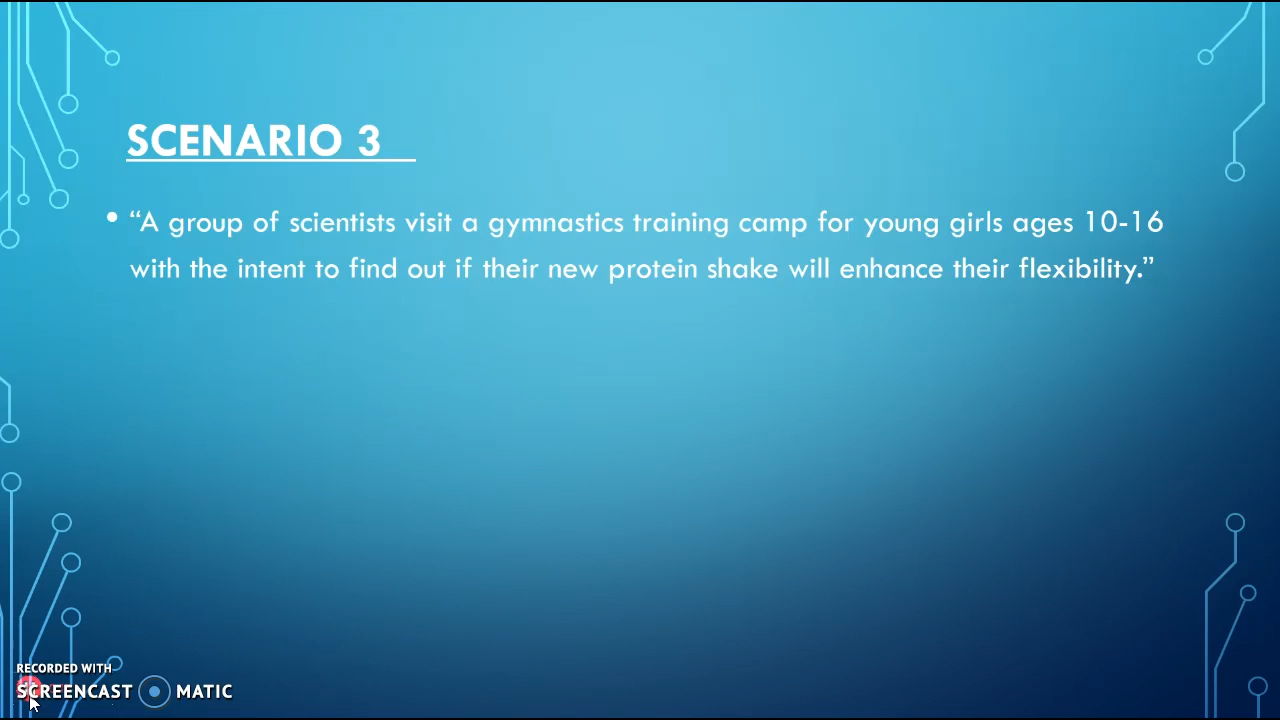 SCENARIO 3
• “A group of scientists visit a gymnastics training camp for young girls ages 10-16
with the intent to find out if their new protein shake will enhance their flexibility.”
RECORDED WITH
SCREENCAST MATIC